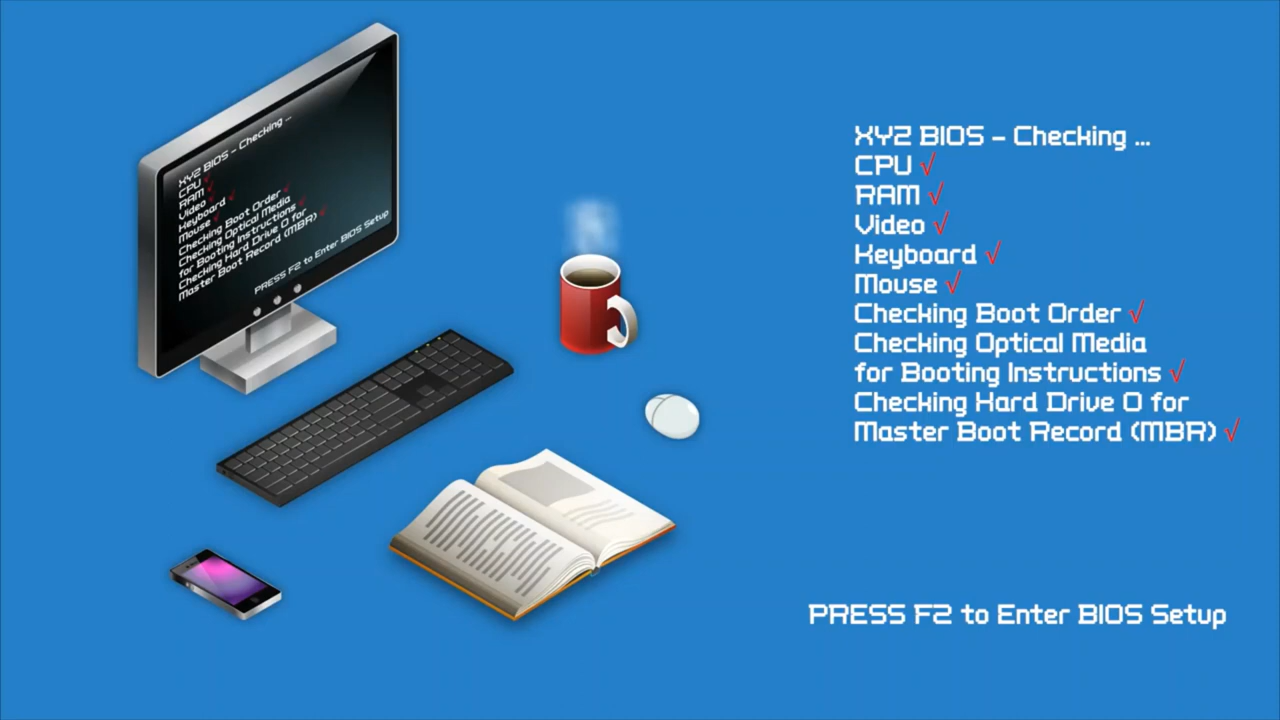 XYZ BIOS - Checking ...
CPU √
RAM √
Video √
Keyboard √
Mouse √
Checking Boot Order √
Checking Optical Media
for Booting Instructions √
Checking Hard Drive 0 for
Master Boot Record (MBR) √
PRESS F2 to Enter BIOS Setup
XYZ BIOS - Checking ...
CPU √
RAM √
Video √
Keyboard √
Mouse √
Checking Boot Order √
Checking Optical Media
for Booting Instructions √
Checking Hard Drive 0 for
Master Boot Record (MBR) √
PRESS F2 to Enter BIOS Setup